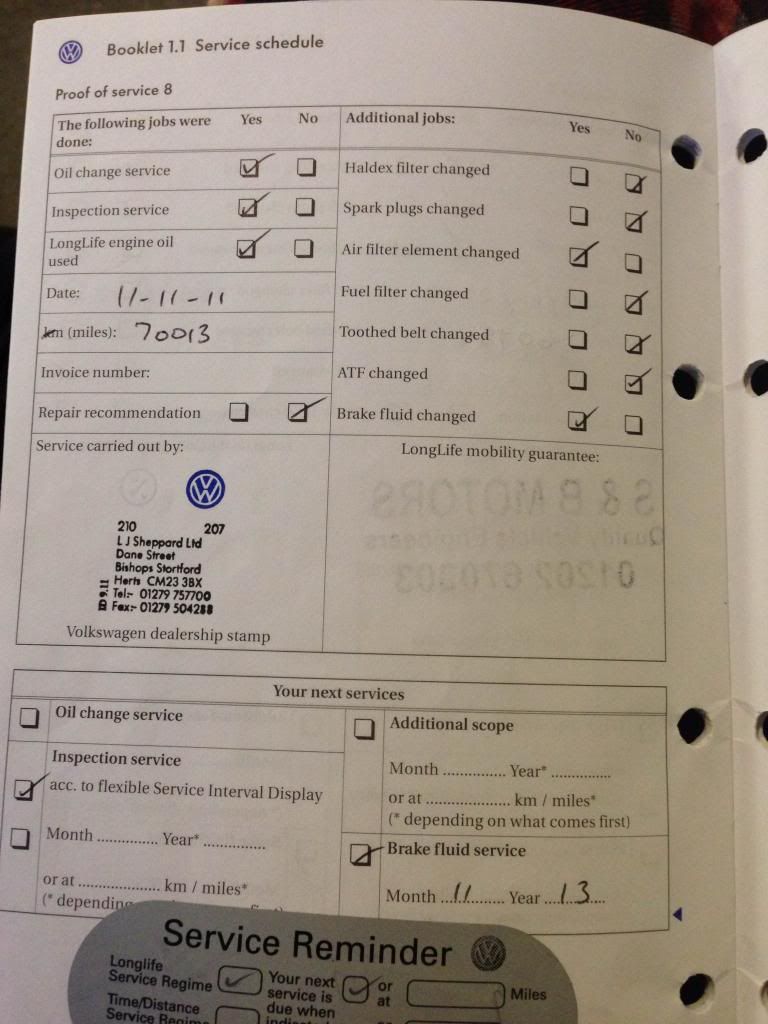 Booklet 1.1 Service schedule
Proof of service 8
The following jobs were done: Yes No
Oil change service
Inspection service
LongLife engine oil
used
Date: 11-11-11
km (miles): 70013
Invoice number:
Repair recommendation
Additional jobs: Yes No
Haldex filter changed
Spark plugs changed
Air filter element changed
Fuel filter changed
Toothed belt changed
ATF changed
Brake fluid changed
Service carried out by:
210 207
L J Sheppard Ltd
Dane Street
Bishops Stortford
Herts CM23 3BX
Tel:- 01279 757700
Fax:- 01279 504288
Volkswagen dealership stamp
LongLife mobility guarantee:
S & B MOTORS
Quality Vehicle Engineers
01202 670303
Your next services
Oil change service
Inspection service
acc. to flexible Service Interval Display
Month .............. Year* ..............
or at .................... km / miles*
(* depending
Additional scope
Month .............. Year* ..............
or at .................... km / miles*
(* depending on what comes first)
Brake fluid service
Month ...11......... Year ....13....
Service Reminder
Longlife
Service Regime
Time/Distance
Service Regime
Your next
service is
due when
or
at
Miles